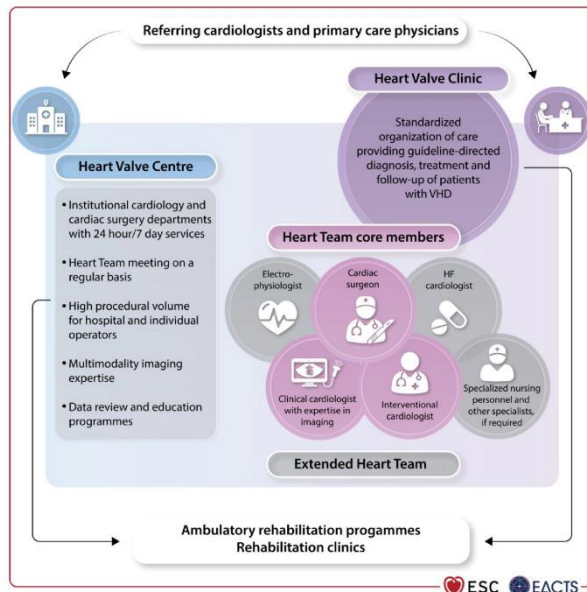 Referring cardiologists and primary care physicians
Heart Valve Clinic
Standardized
organization of care
providing guideline-directed
diagnosis, treatment and
follow-up of patients
with VHD
Heart Valve Centre
• Institutional cardiology and
cardiac surgery departments
with 24 hour/7 day services
• Heart Team meeting on a
regular basis
• High procedural volume
for hospital and individual
operators
• Multimodality imaging
expertise
• Data review and education
programmes
Heart Team core members
Electro-
physiologist
Cardiac
surgeon
HF
cardiologist
Clinical cardiologist
with expertise in
imaging
Interventional
cardiologist
Specialized nursing
personnel and
other specialists,
if required
Extended Heart Team
Ambulatory rehabilitation progammes
Rehabilitation clinics
ESC EACTS